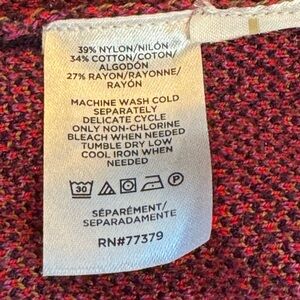 39% NYLON/NILÓN
34% COTTON/COTON/
ALGODÓN
27% RAYON/RAYONNE/
RAYÓN
MACHINE WASH COLD
SEPARATELY
DELICATE CYCLE
ONLY NON-CHLORINE
BLEACH WHEN NEEDED
TUMBLE DRY LOW
COOL IRON WHEN
NEEDED
30 P
SÉPARÉMENT/
SEPARADAMENTE
RN#77379